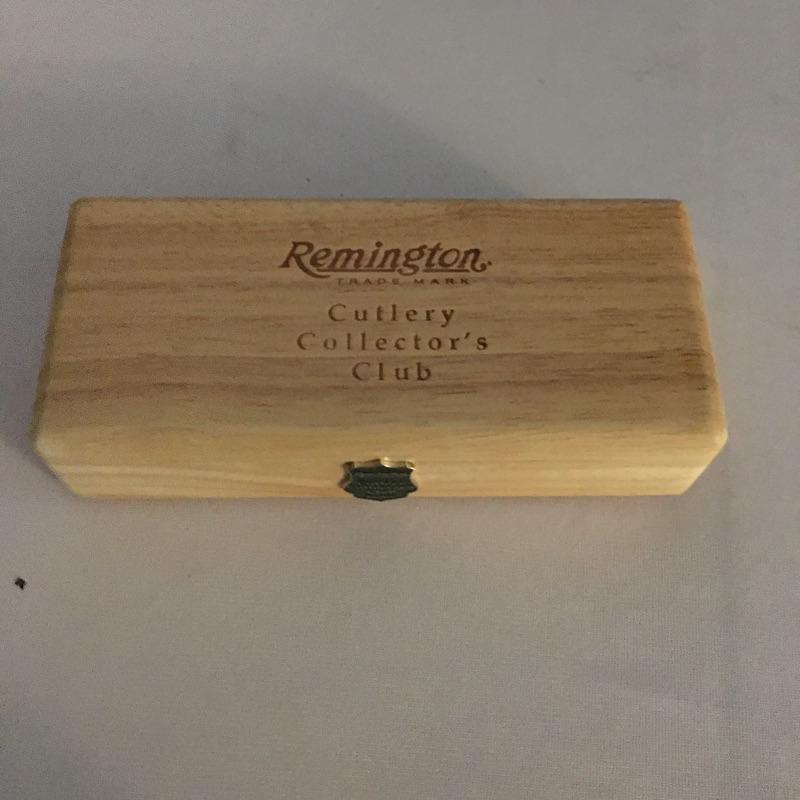 Remington®
TRADE MARK
Cutlery
Collector's
Club